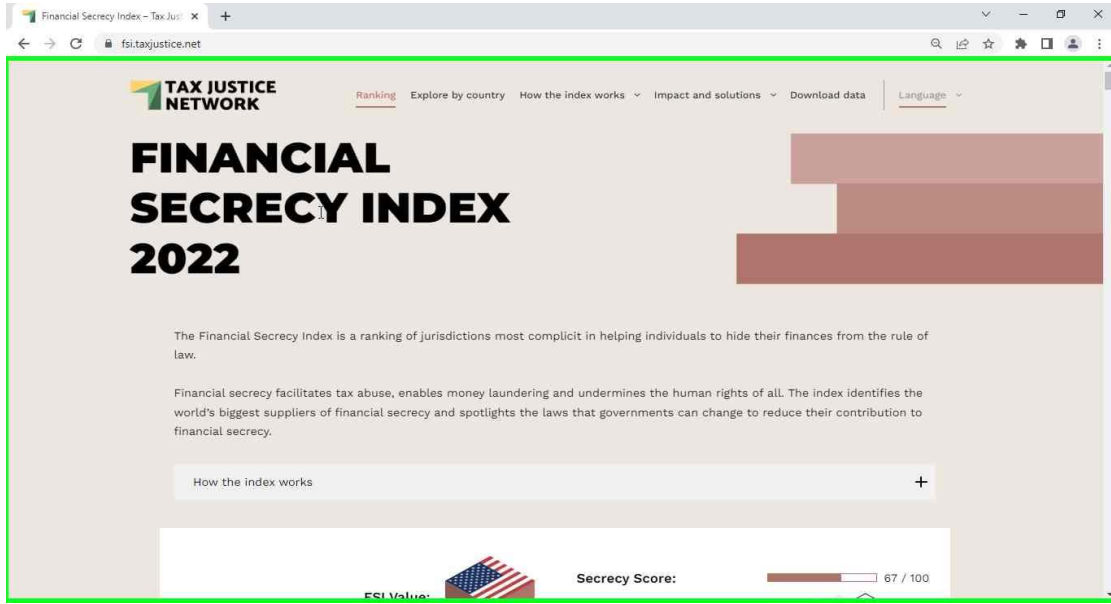 Financial Secrecy Index – Tax Jus
fsi.taxjustice.net
TAX JUSTICE
NETWORK
Ranking Explore by country How the index works Impact and solutions Download data Language
FINANCIAL
SECRECY INDEX
2022
The Financial Secrecy Index is a ranking of jurisdictions most complicit in helping individuals to hide their finances from the rule of
law.
Financial secrecy facilitates tax abuse, enables money laundering and undermines the human rights of all. The index identifies the
world's biggest suppliers of financial secrecy and spotlights the laws that governments can change to reduce their contribution to
financial secrecy.
How the index works
Secrecy Score: 67 / 100
FSI Value: